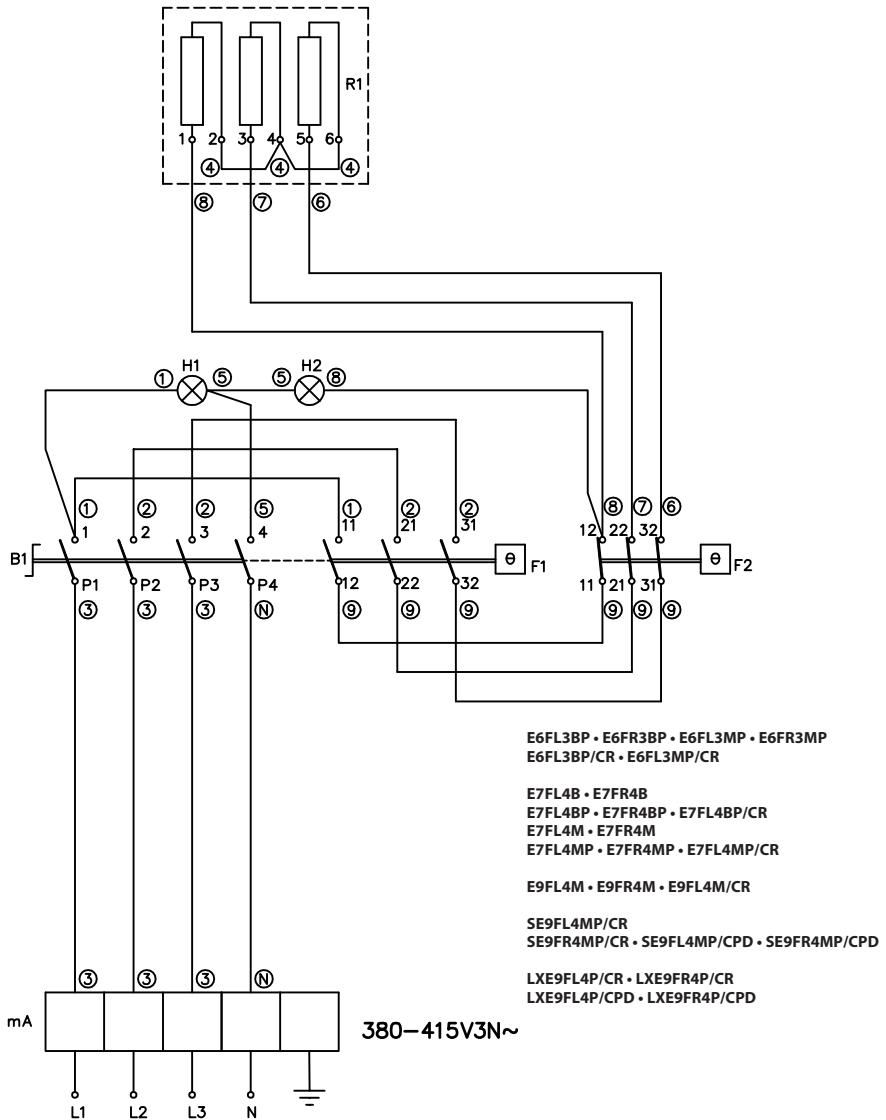 R1
1 2 3 4 5 6
④ ④ ④
⑧ ⑦ ⑥
H1 H2
① ⑤ ⑤ ⑧
① ② ② ⑤ ① ② ② ⑧ ⑦ ⑥
1 2 3 4 11 21 31 12 22 32
B1 θ F1 θ F2
P1 P2 P3 P4 12 22 32 11 21 31
③ ③ ③ Ⓝ ⑨ ⑨ ⑨ ⑨ ⑨ ⑨
E6FL3BP • E6FR3BP • E6FL3MP • E6FR3MP
E6FL3BP/CR • E6FL3MP/CR
E7FL4B • E7FR4B
E7FL4BP • E7FR4BP • E7FL4BP/CR
E7FL4M • E7FR4M
E7FL4MP • E7FR4MP • E7FL4MP/CR
E9FL4M • E9FR4M • E9FL4M/CR
SE9FL4MP/CR
SE9FR4MP/CR • SE9FL4MP/CPD • SE9FR4MP/CPD
LXE9FL4P/CR • LXE9FR4P/CR
LXE9FL4P/CPD • LXE9FR4P/CPD
③ ③ ③ Ⓝ
mA 380-415V3N~
L1 L2 L3 N